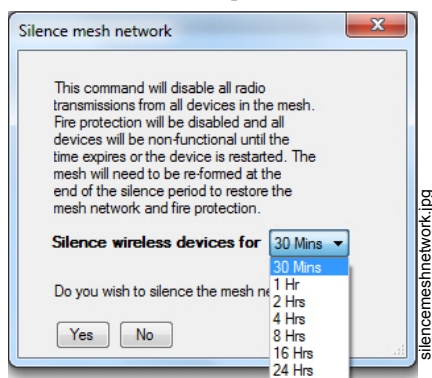 Silence mesh network
This command will disable all radio
transmissions from all devices in the mesh.
Fire protection will be disabled and all
devices will be non-functional until the
time expires or the device is restarted. The
mesh will need to be re-formed at the
end of the silence period to restore the
mesh network and fire protection.
Silence wireless devices for 30 Mins
30 Mins
1 Hr
2 Hrs
4 Hrs
8 Hrs
16 Hrs
24 Hrs
Do you wish to silence the mesh ne
Yes No
silencemeshnetwork.jpg